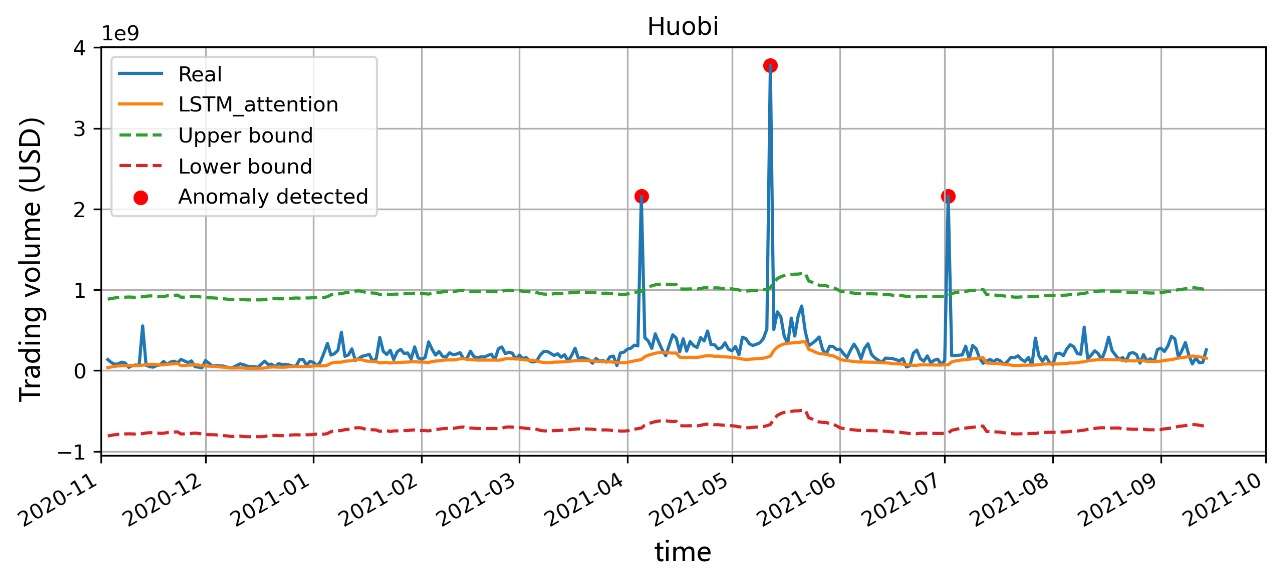 Huobi
1e9
4
3
2
1
0
−1
Trading volume (USD)
Real
LSTM_attention
Upper bound
Lower bound
Anomaly detected
2020-11
2020-12
2021-01
2021-02
2021-03
2021-04
2021-05
2021-06
2021-07
2021-08
2021-09
2021-10
time